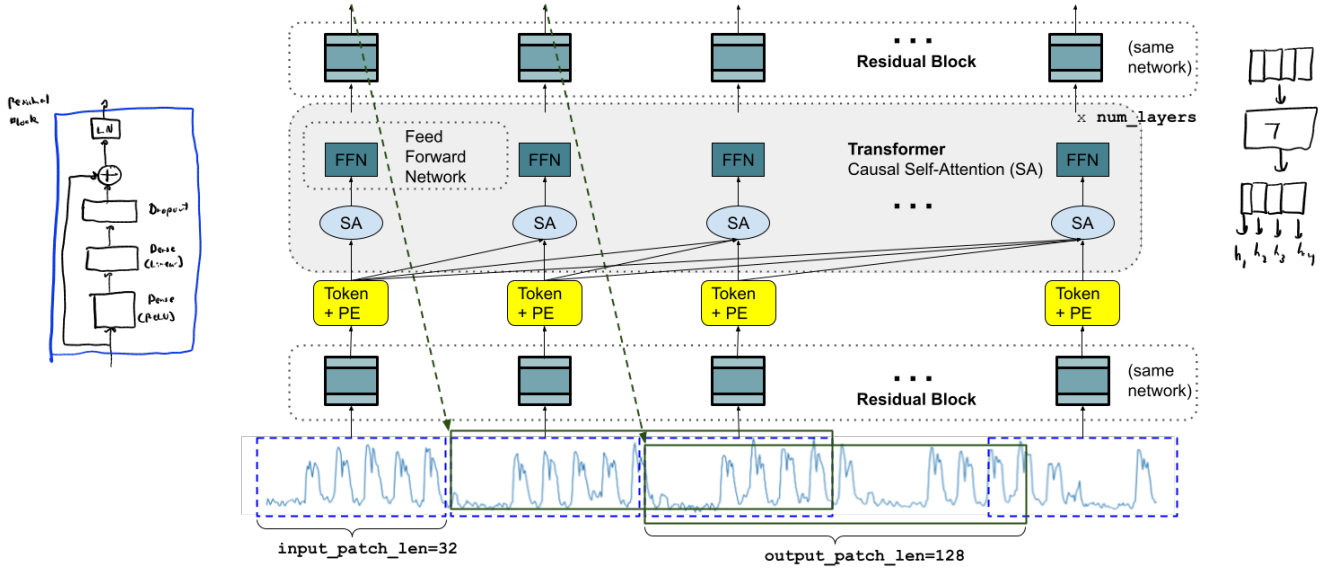 Residual
Block
LN
+
Dropout
Dense
(Linear)
Dense
(ReLU)
Residual Block
(same
network)
x num_layers
Feed
Forward
Network
Transformer
Causal Self-Attention (SA)
FFN
FFN
FFN
FFN
SA
SA
SA
SA
Token
+ PE
Token
+ PE
Token
+ PE
Token
+ PE
Residual Block
(same
network)
input_patch_len=32
output_patch_len=128
h1 h2 h3 h4